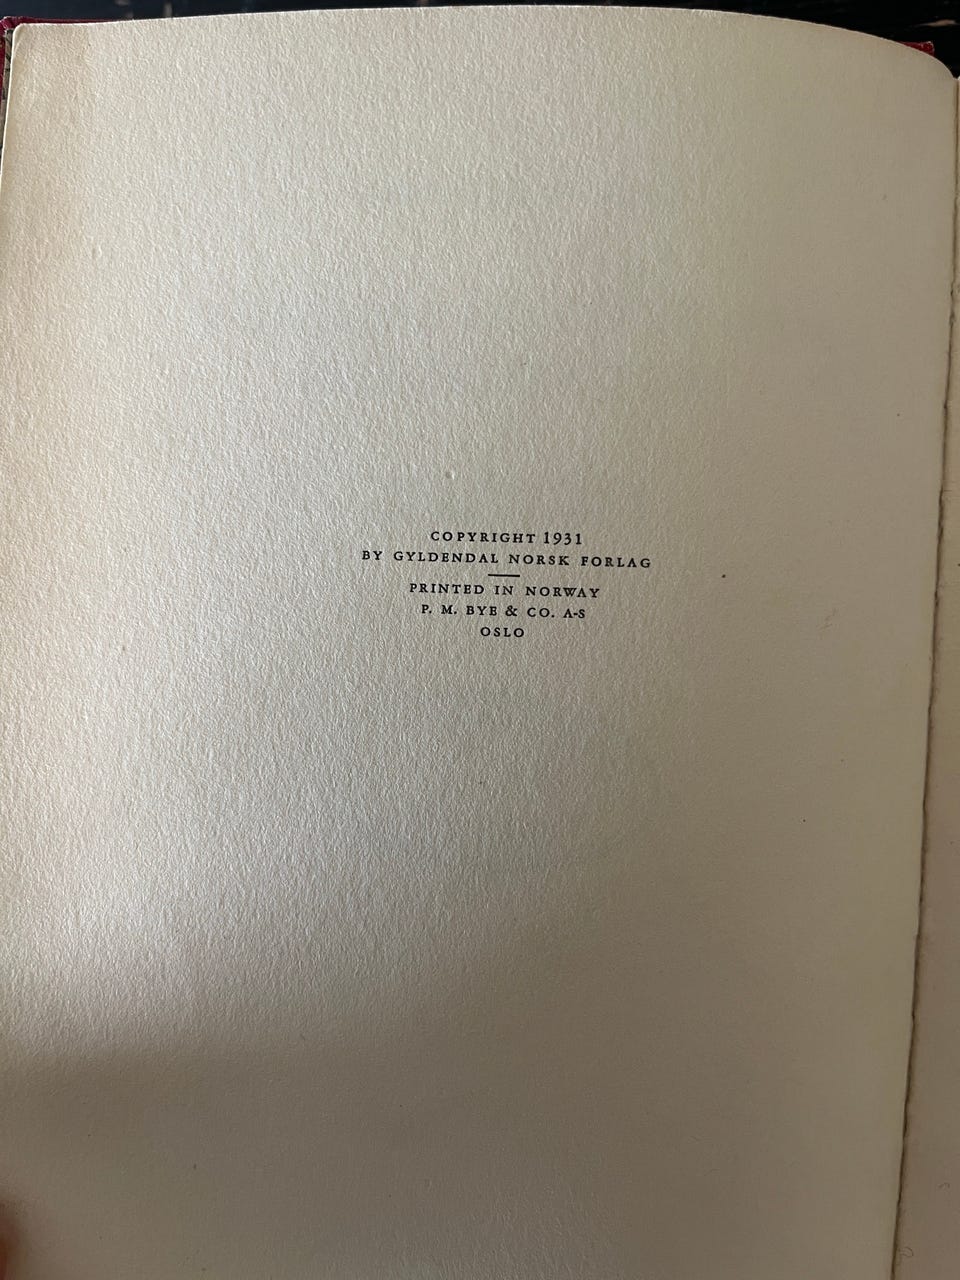 COPYRIGHT 1931
BY GYLDENDAL NORSK FORLAG
PRINTED IN NORWAY
P. M. BYE & CO. A-S
OSLO